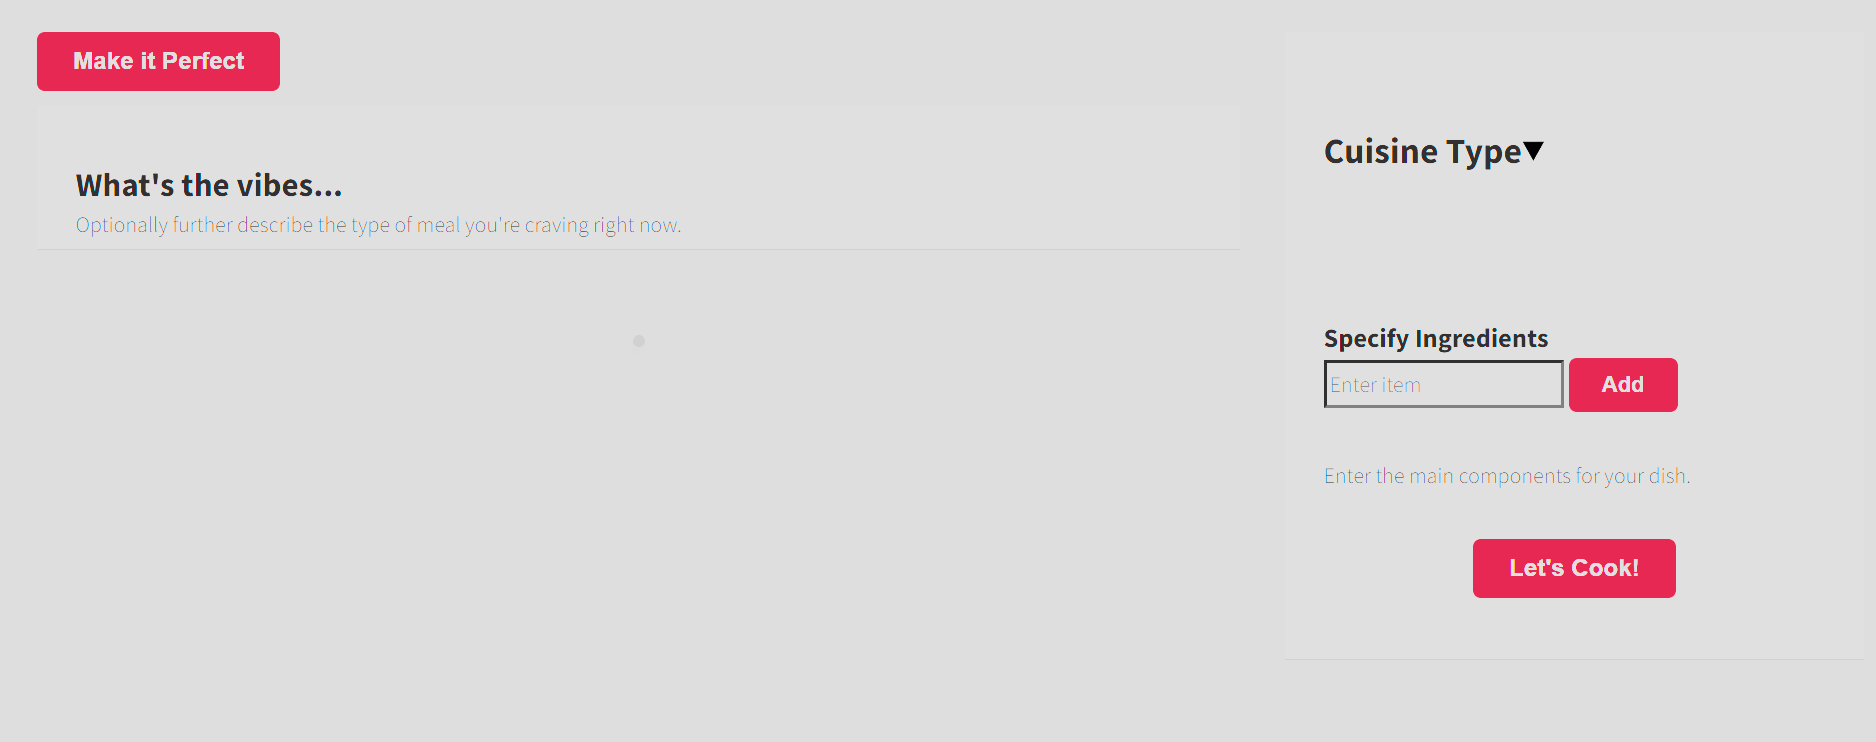 Make it Perfect
What's the vibes...
Optionally further describe the type of meal you're craving right now.
Cuisine Type▼
Specify Ingredients
Enter item
Add
Enter the main components for your dish.
Let's Cook!